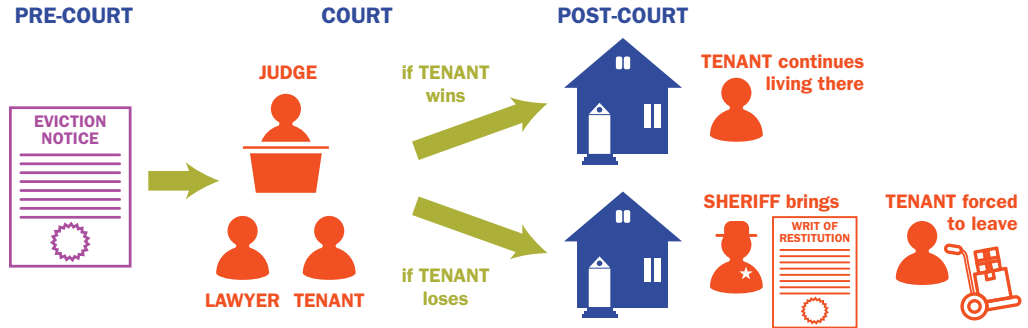 PRE-COURT
COURT
POST-COURT
EVICTION
NOTICE
JUDGE
LAWYER TENANT
if TENANT
wins
if TENANT
loses
TENANT continues
living there
SHERIFF brings
WRIT OF
RESTITUTION
TENANT forced
to leave